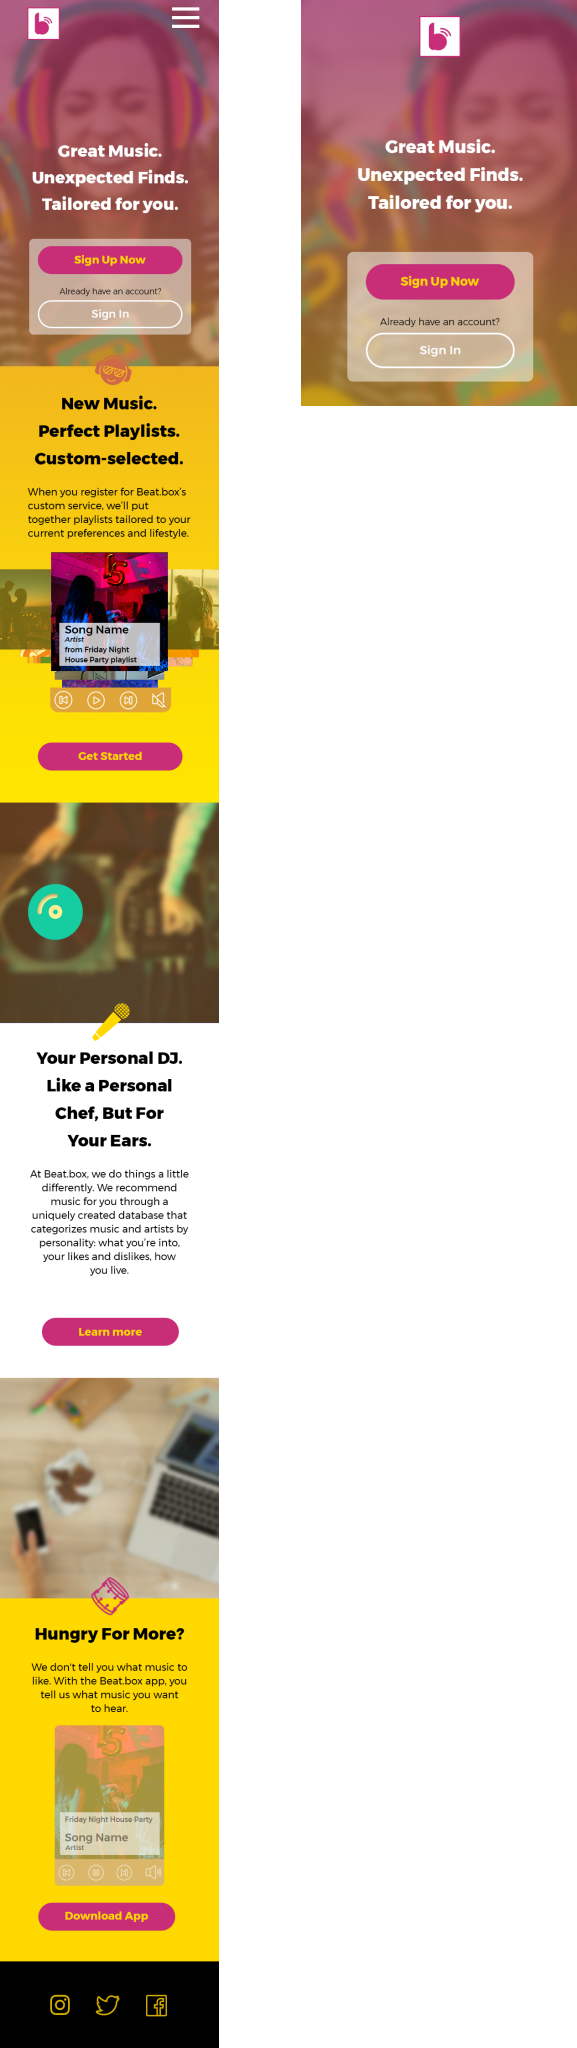 Great Music.
Unexpected Finds.
Tailored for you.
Sign Up Now
Already have an account?
Sign In
New Music.
Perfect Playlists.
Custom-selected.
When you register for Beat.box's
custom service, we'll put
together playlists tailored to your
current preferences and lifestyle.
Song Name
Artist
from Friday Night
House Party playlist
Get Started
Your Personal DJ.
Like a Personal
Chef, But For
Your Ears.
At Beat.box, we do things a little
differently. We recommend
music for you through a
uniquely created database that
categorizes music and artists by
personality: what you're into,
your likes and dislikes, how
you live.
Learn more
Hungry For More?
We don't tell you what music to
like. With the Beat.box app, you
tell us what music you want
to hear.
Friday Night House Party
Song Name
Artist
Download App
Great Music.
Unexpected Finds.
Tailored for you.
Sign Up Now
Already have an account?
Sign In